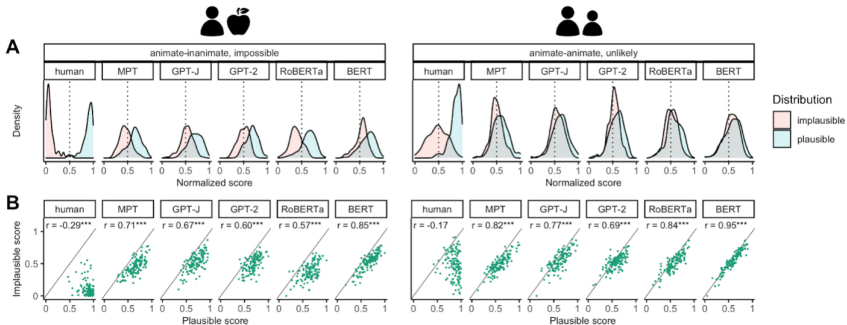 A
animate-inanimate, impossible
animate-animate, unlikely
human MPT GPT-J GPT-2 RoBERTa BERT
human MPT GPT-J GPT-2 RoBERTa BERT
Density
0 0.5 1 0 0.5 1 0 0.5 1 0 0.5 1 0 0.5 1 0 0.5 1
0 0.5 1 0 0.5 1 0 0.5 1 0 0.5 1 0 0.5 1 0 0.5 1
Normalized score
Normalized score
Distribution
implausible
plausible
B
human MPT GPT-J GPT-2 RoBERTa BERT
human MPT GPT-J GPT-2 RoBERTa BERT
r = -0.29*** r = 0.71*** r = 0.67*** r = 0.60*** r = 0.57*** r = 0.85***
r = -0.17 r = 0.82*** r = 0.77*** r = 0.69*** r = 0.84*** r = 0.95***
Implausible score
1
0.5
0
0 0.5 1 0 0.5 1 0 0.5 1 0 0.5 1 0 0.5 1 0 0.5 1
0 0.5 1 0 0.5 1 0 0.5 1 0 0.5 1 0 0.5 1 0 0.5 1
Plausible score
Plausible score